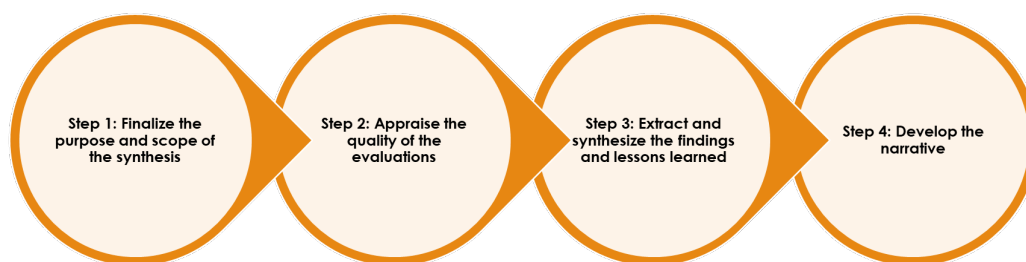 Step 1: Finalize the
purpose and scope of
the synthesis
Step 2: Appraise the
quality of the
evaluations
Step 3: Extract and
synthesize the findings
and lessons learned
Step 4: Develop the
narrative